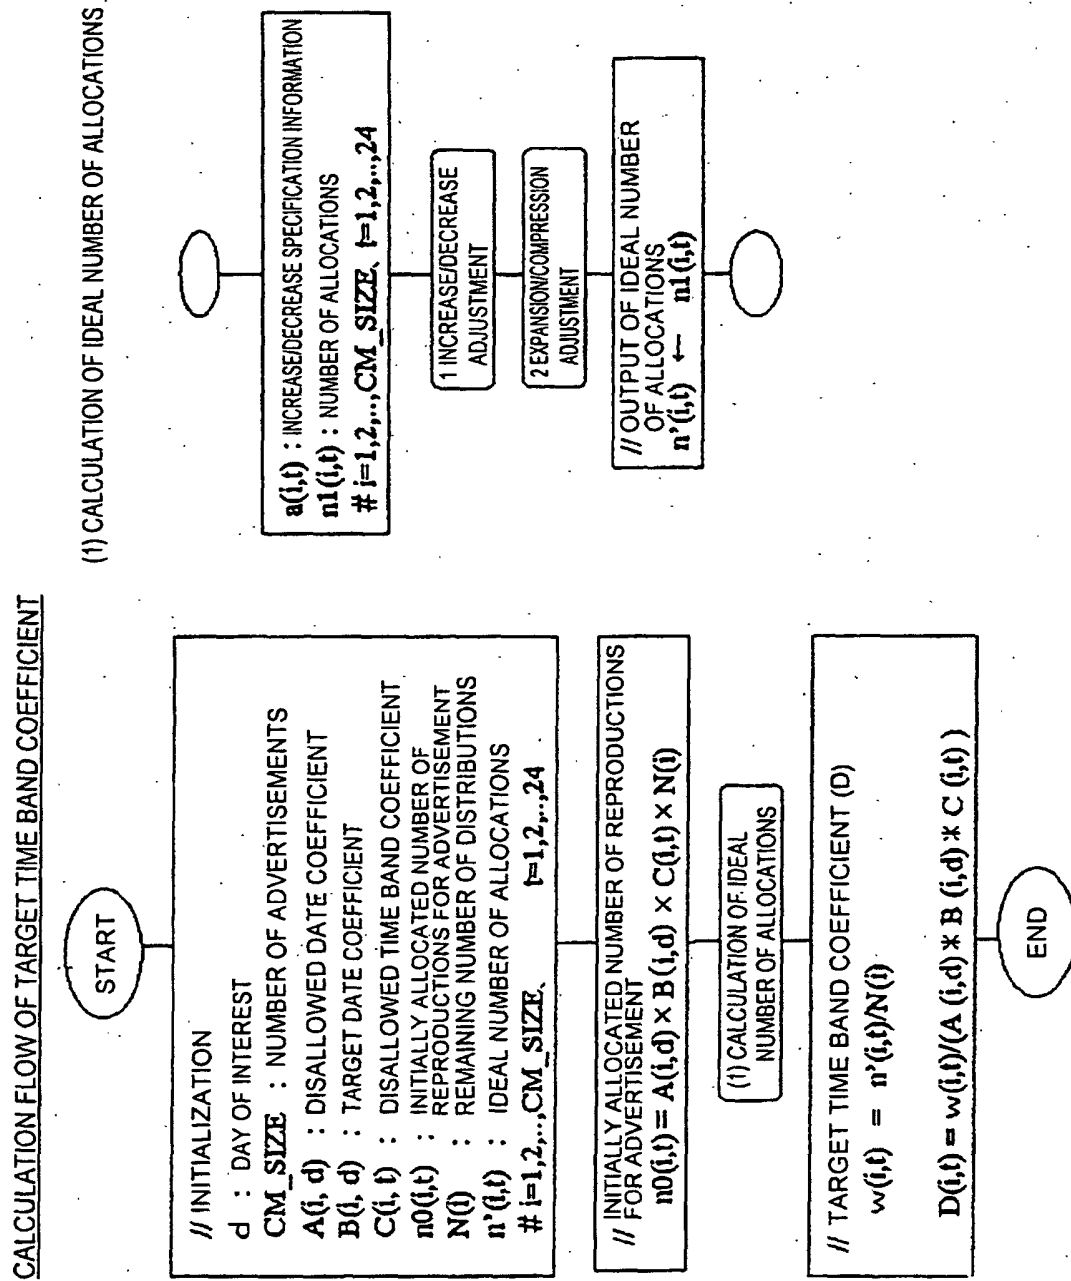 CALCULATION FLOW OF TARGET TIME BAND COEFFICIENT
START
// INITIALIZATION
d : DAY OF INTEREST
CM_SIZE : NUMBER OF ADVERTISEMENTS
A(i, d) : DISALLOWED DATE COEFFICIENT
B(i, d) : TARGET DATE COEFFICIENT
C(i, t) : DISALLOWED TIME BAND COEFFICIENT
n0(i,t) : INITIALLY ALLOCATED NUMBER OF
REPRODUCTIONS FOR ADVERTISEMENT
N(i) : REMAINING NUMBER OF DISTRIBUTIONS
n'(i,t) : IDEAL NUMBER OF ALLOCATIONS
# i=1,2,..,CM_SIZE、 t=1,2,..,24
// INITIALLY ALLOCATED NUMBER OF REPRODUCTIONS
FOR ADVERTISEMENT
n0(i,t) = A(i,d) × B(i,d) × C(i,t) × N(i)
(1) CALCULATION OF IDEAL
NUMBER OF ALLOCATIONS
// TARGET TIME BAND COEFFICIENT (D)
w(i,t) = n'(i,t)/N(i)
D(i,t) = w(i,t)/(A (i,d) * B (i,d) * C (i,t) )
END
(1) CALCULATION OF IDEAL NUMBER OF ALLOCATIONS
a(i,t) : INCREASE/DECREASE SPECIFICATION INFORMATION
n1(i,t) : NUMBER OF ALLOCATIONS
# i=1,2,..,CM_SIZE、 t=1,2,..,24
1 INCREASE/DECREASE
ADJUSTMENT
2 EXPANSION/COMPRESSION
ADJUSTMENT
// OUTPUT OF IDEAL NUMBER
OF ALLOCATIONS
n'(i,t) ← n1(i,t)